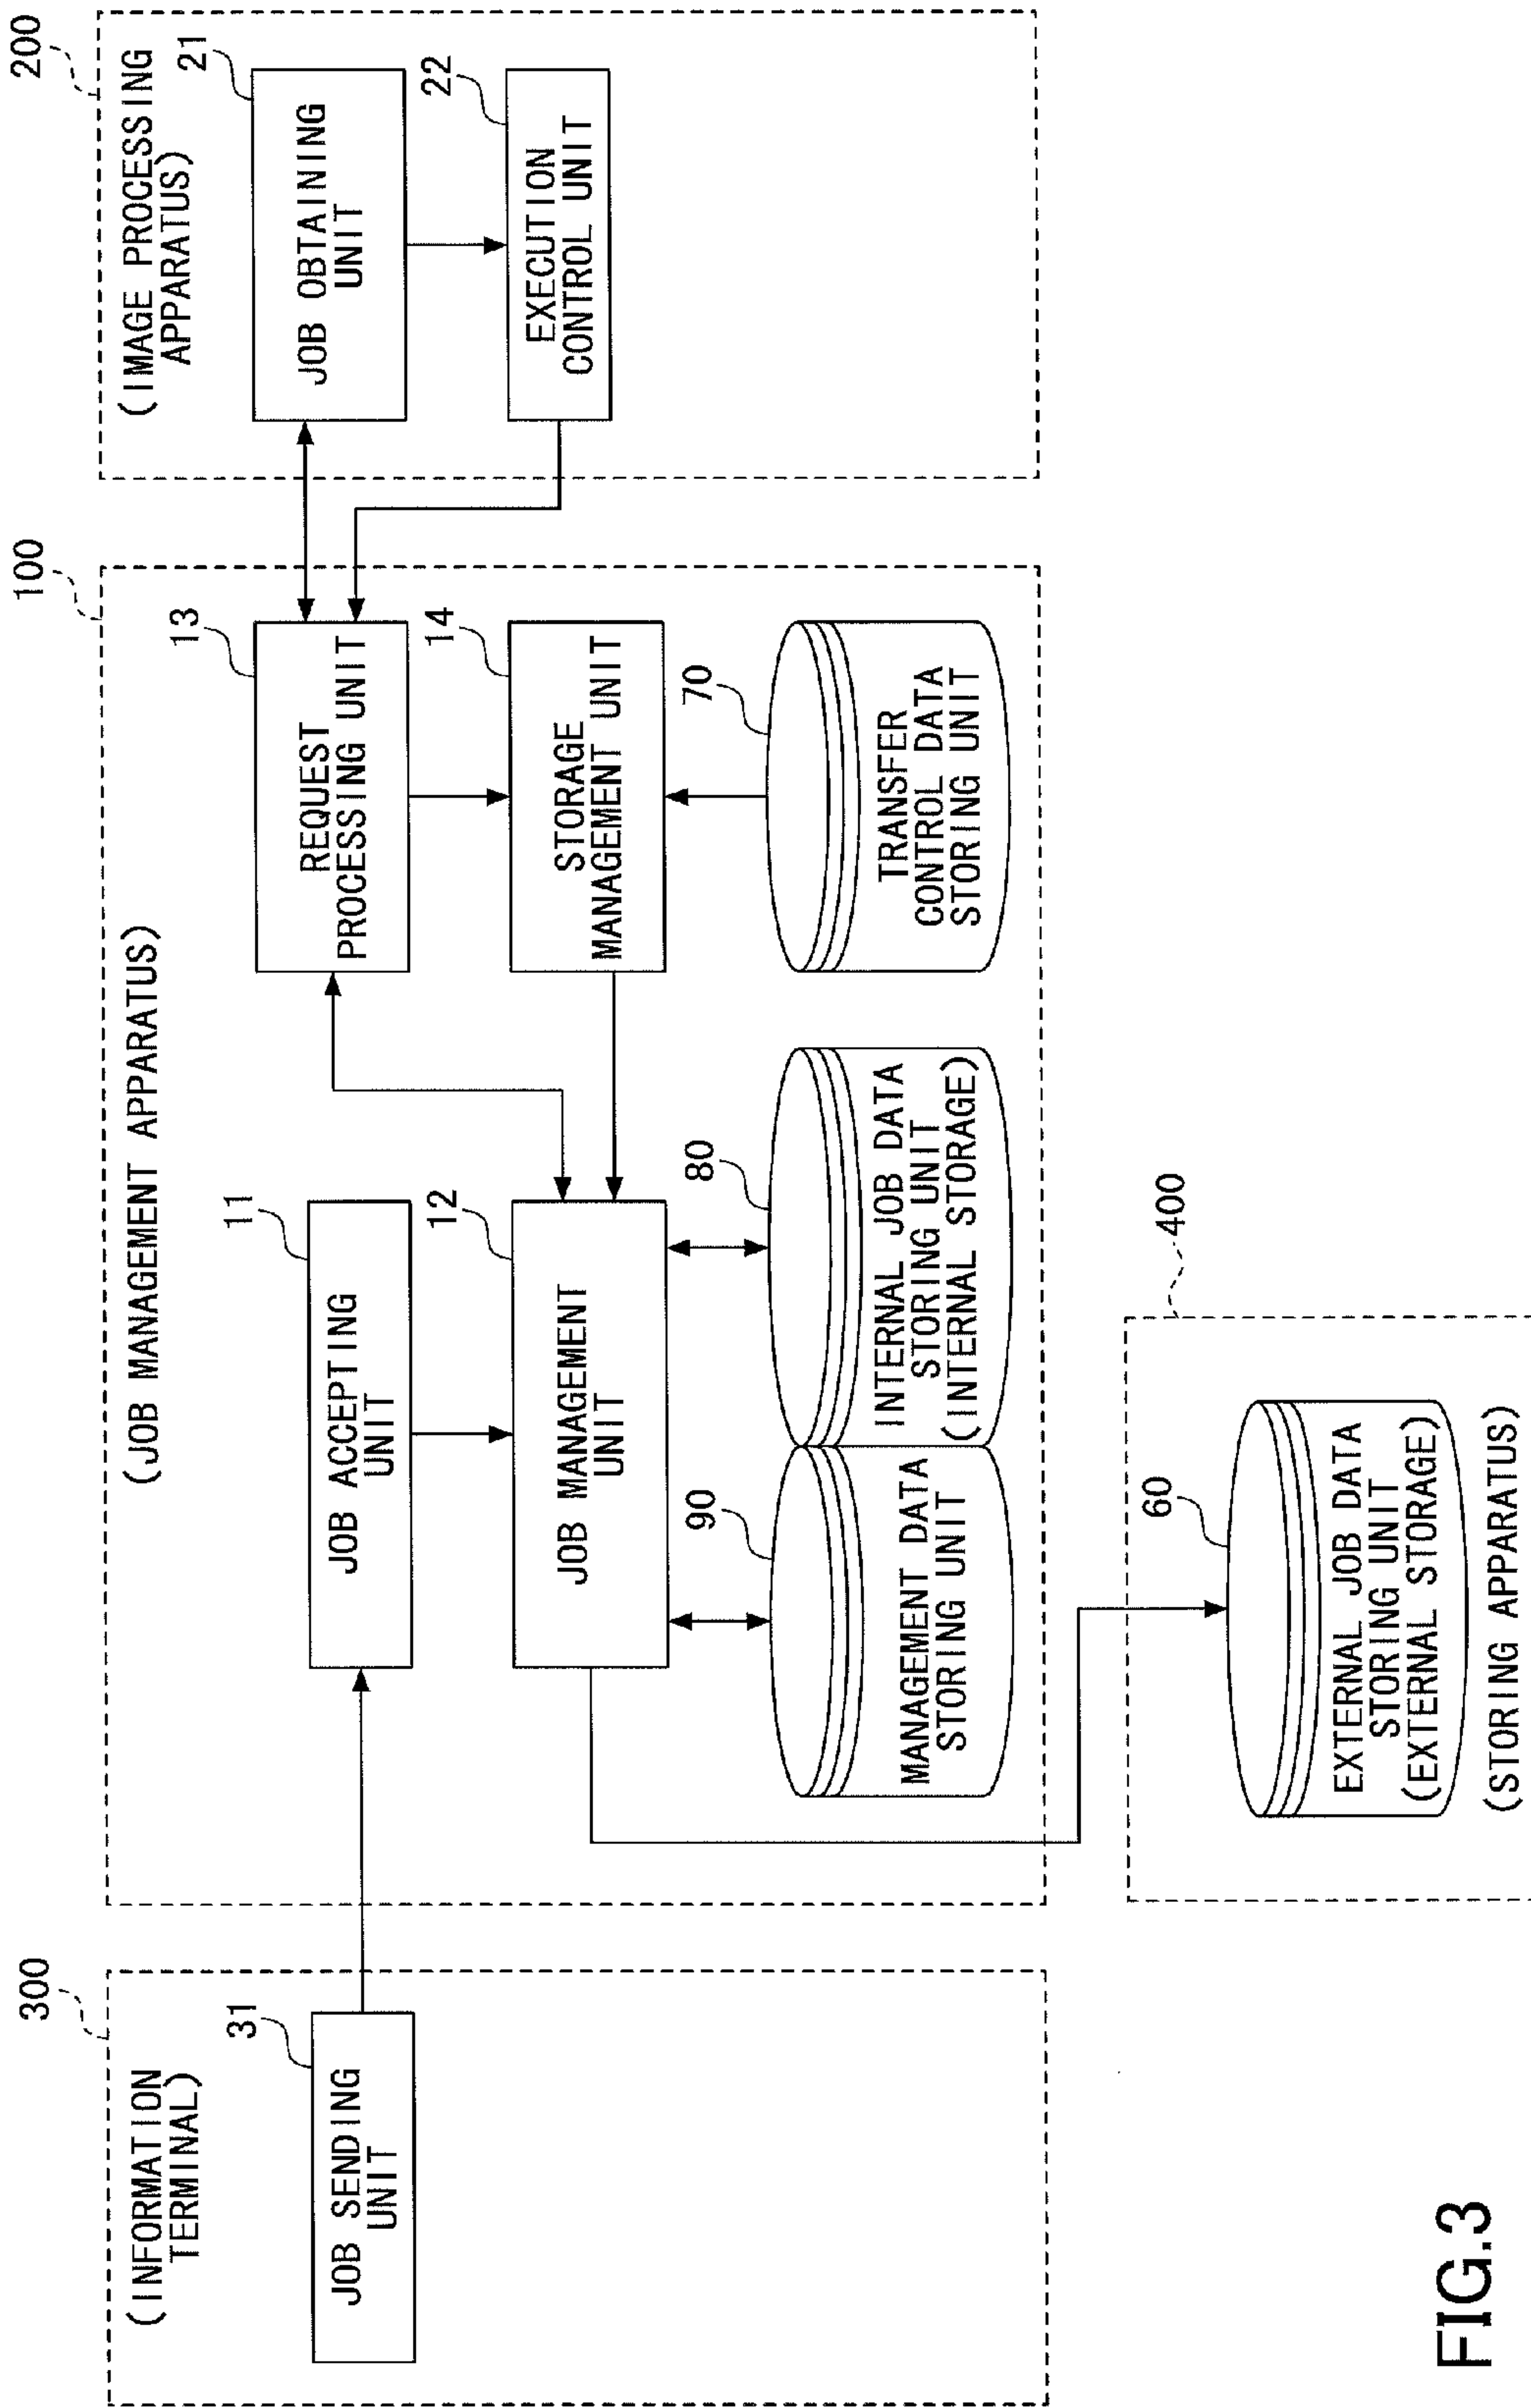 300
(INFORMATION
TERMINAL)
31
JOB SENDING
UNIT
100
(JOB MANAGEMENT APPARATUS)
11
JOB ACCEPTING
UNIT
12
JOB MANAGEMENT
UNIT
13
REQUEST
PROCESSING UNIT
14
STORAGE
MANAGEMENT UNIT
90
MANAGEMENT DATA
STORING UNIT
80
INTERNAL JOB DATA
STORING UNIT
(INTERNAL STORAGE)
70
TRANSFER
CONTROL DATA
STORING UNIT
200
(IMAGE PROCESSING
APPARATUS)
21
JOB OBTAINING
UNIT
22
EXECUTION
CONTROL UNIT
400
60
EXTERNAL JOB DATA
STORING UNIT
(EXTERNAL STORAGE)
(STORING APPARATUS)
FIG.3